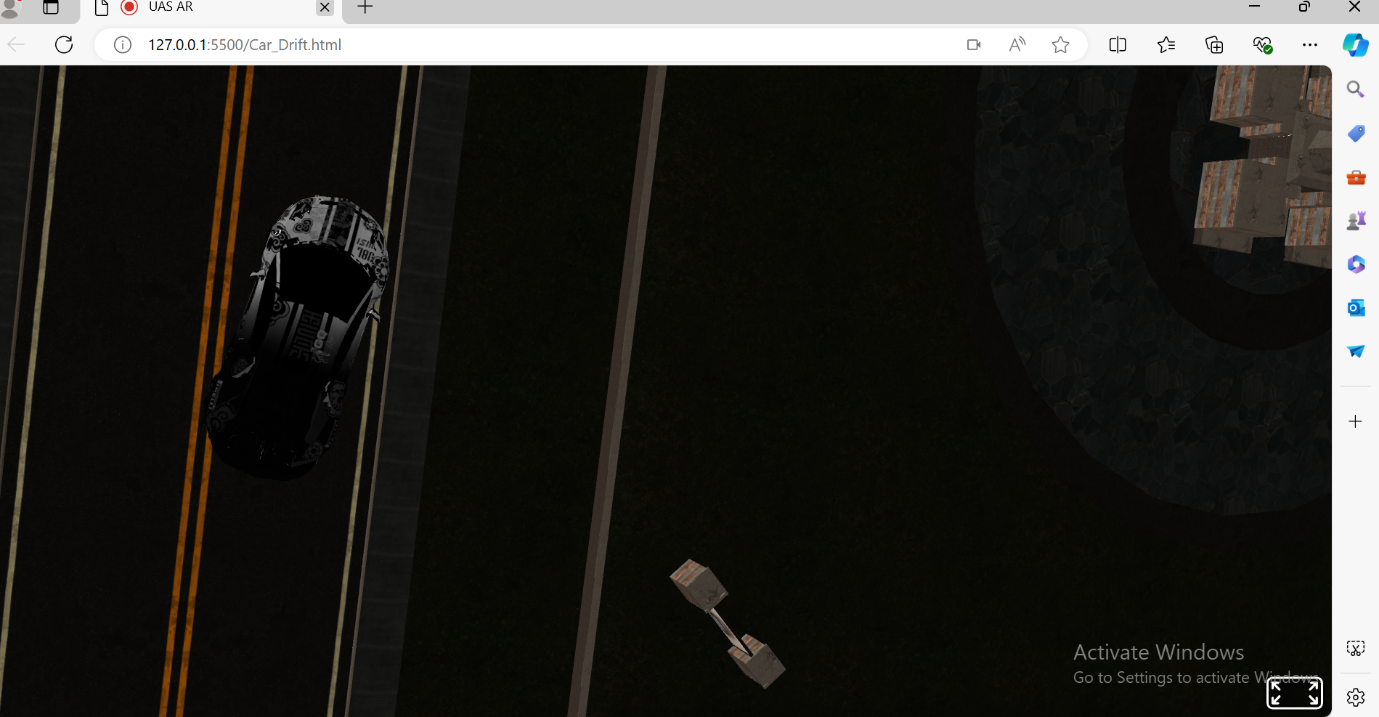 UAS AR
127.0.0.1:5500/Car_Drift.html
Activate Windows
Go to Settings to activate Windows.